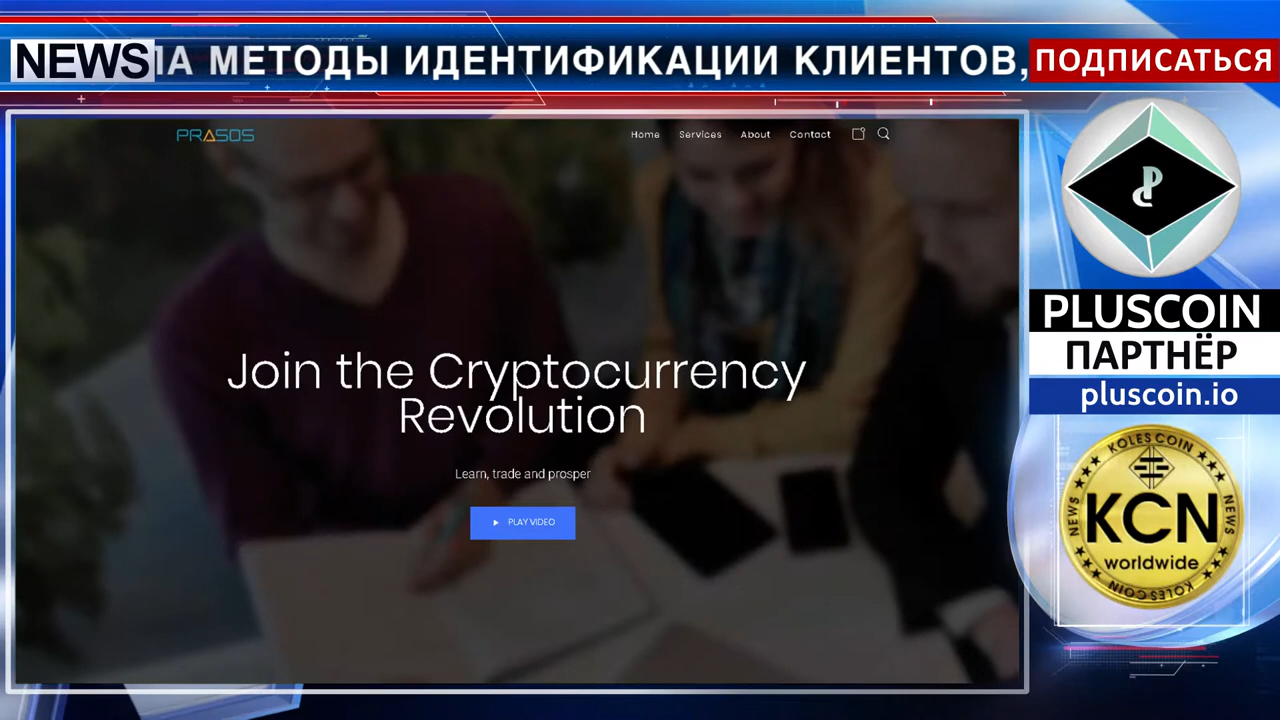 NEWS
ЛА МЕТОДЫ ИДЕНТИФИКАЦИИ КЛИЕНТОВ,
ПОДПИСАТЬСЯ
PRASOS
Home Services About Contact
Join the Cryptocurrency
Revolution
Learn, trade and prosper
PLAY VIDEO
PLUSCOIN
ПАРТНЁР
pluscoin.io
KOLES COIN
NEWS
KCN
NEWS
worldwide
KOLES COIN